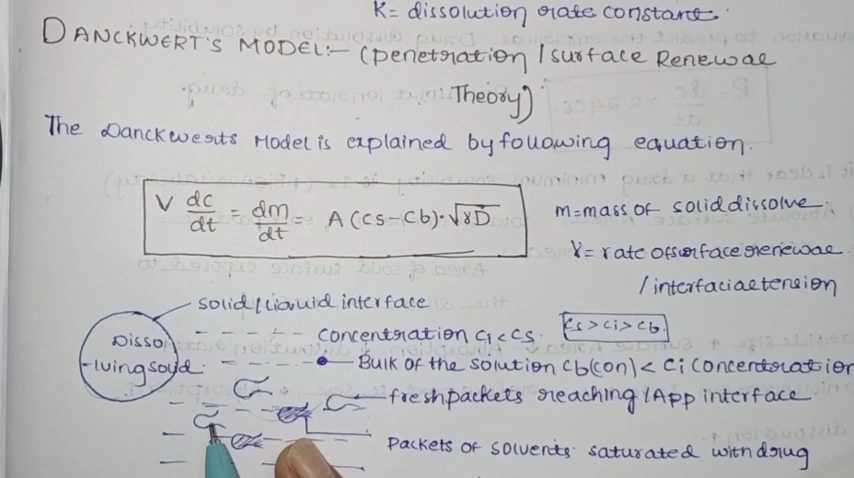 K= dissolution rate constant.
DANCKWERT'S MODEL:- (penetration / surface Renewal
Theory)
The Danckwerts Model is explained by following equation.
V dC/dt = dm/dt = A (Cs-Cb)·√γD
m=mass of solid dissolve
γ= rate of surface renewal
/ interfacial tension
solid/liquid interface
Disso
-lving solid.
concentration Ci<Cs. Cs>Ci>Cb.
Bulk of the solution Cb(con) < Ci concentration
fresh packets reaching / App interface
Packets of solvents saturated with drug